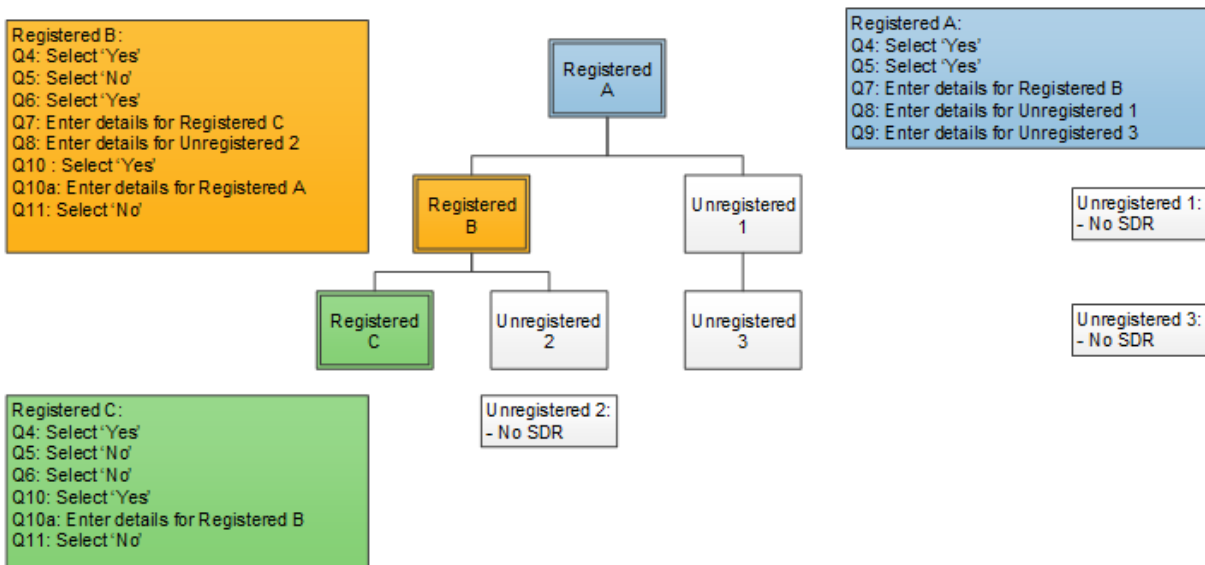 Registered B:
Q4: Select ‘Yes’
Q5: Select ‘No’
Q6: Select ‘Yes’
Q7: Enter details for Registered C
Q8: Enter details for Unregistered 2
Q10 : Select ‘Yes’
Q10a: Enter details for Registered A
Q11: Select ‘No’
Registered
A
Registered A:
Q4: Select ‘Yes’
Q5: Select ‘Yes’
Q7: Enter details for Registered B
Q8: Enter details for Unregistered 1
Q9: Enter details for Unregistered 3
Registered
B
Unregistered
1
Unregistered 1:
- No SDR
Registered
C
Unregistered
2
Unregistered
3
Unregistered 3:
- No SDR
Registered C:
Q4: Select ‘Yes’
Q5: Select ‘No’
Q6: Select ‘No’
Q10: Select ‘Yes’
Q10a: Enter details for Registered B
Q11: Select ‘No’
Unregistered 2:
- No SDR